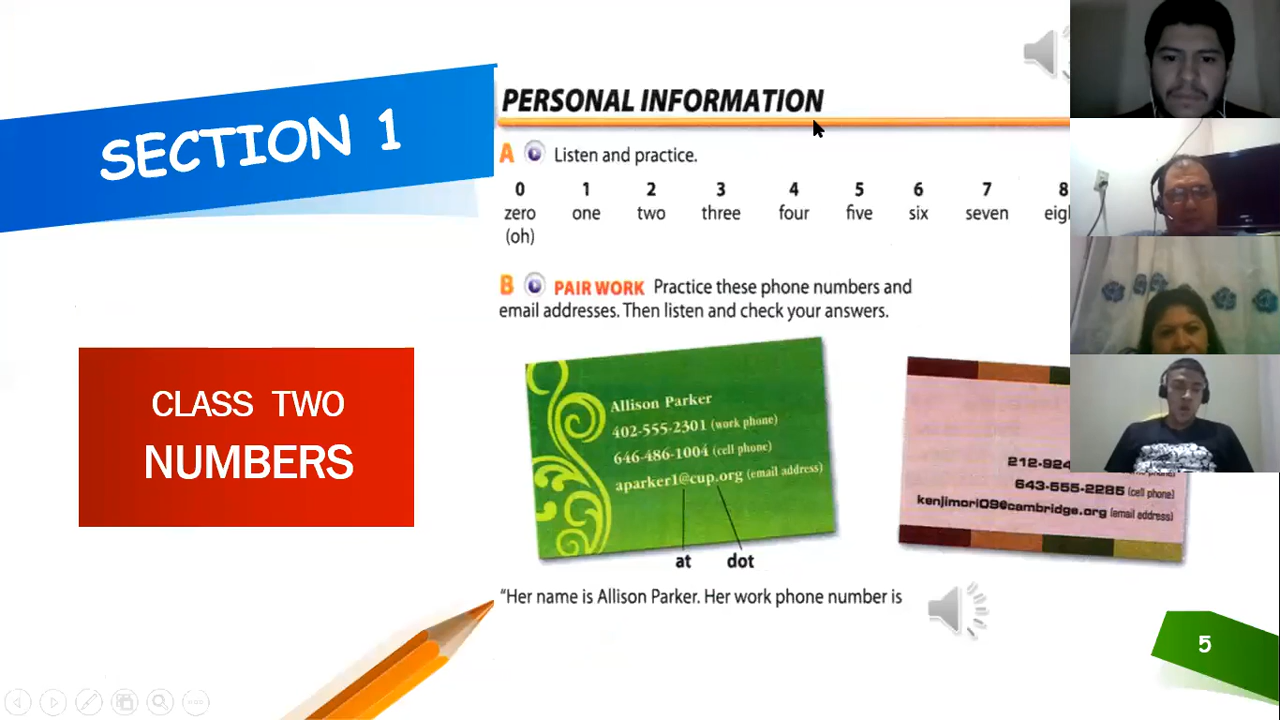 SECTION 1
CLASS TWO
NUMBERS
PERSONAL INFORMATION
A Listen and practice.
0 1 2 3 4 5 6 7 8
zero one two three four five six seven
(oh)
B PAIR WORK Practice these phone numbers and
email addresses. Then listen and check your answers.
Allison Parker
402-555-2301 (work phone)
646-486-1004 (cell phone)
aparker1@cup.org (email address)
at dot
212-924
643-555-2285 (cell phone)
kenjimori09@cambridge.org (email address)
"Her name is Allison Parker. Her work phone number is
5